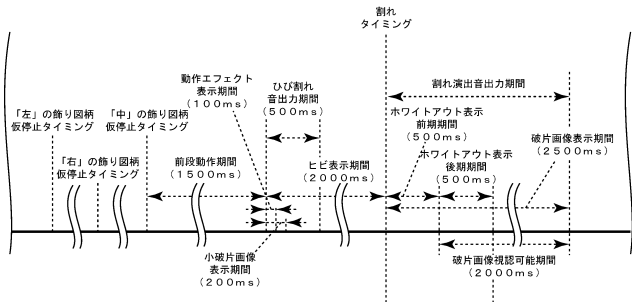 割れ
タイミング
動作エフェクト
表示期間
(100ms)
ひび割れ
音出力期間
(500ms)
割れ演出音出力期間
「左」の飾り図柄
仮停止タイミング
「中」の飾り図柄
仮停止タイミング
ホワイトアウト表示
前期期間
(500ms)
破片画像表示期間
(2500ms)
「右」の飾り図柄
仮停止タイミング
前段動作期間
(1500ms)
ヒビ表示期間
(2000ms)
ホワイトアウト表示
後期期間
(500ms)
小破片画像
表示期間
(200ms)
破片画像視認可能期間
(2000ms)